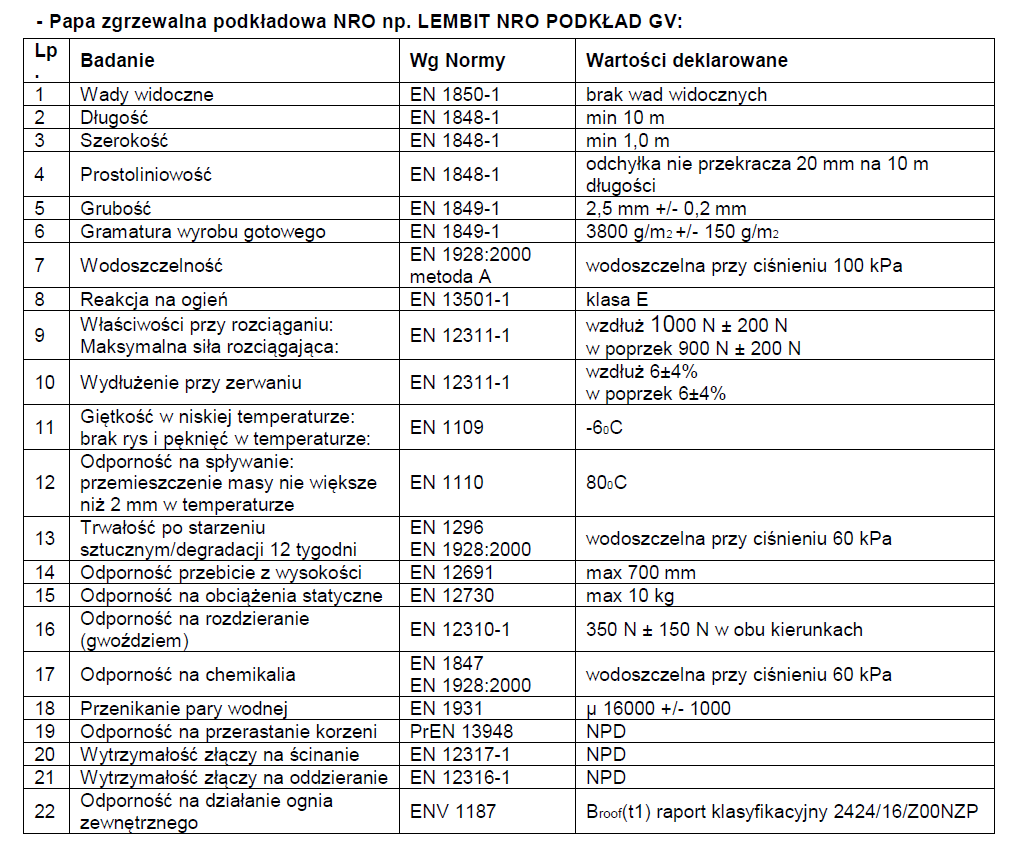 - Papa zgrzewalna podkładowa NRO np. LEMBIT NRO PODKŁAD GV:
Lp. Badanie Wg Normy Wartości deklarowane
1 Wady widoczne EN 1850-1 brak wad widocznych
2 Długość EN 1848-1 min 10 m
3 Szerokość EN 1848-1 min 1,0 m
4 Prostoliniowość EN 1848-1 odchyłka nie przekracza 20 mm na 10 m
długości
5 Grubość EN 1849-1 2,5 mm +/- 0,2 mm
6 Gramatura wyrobu gotowego EN 1849-1 3800 g/m2 +/- 150 g/m2
7 Wodoszczelność EN 1928:2000
metoda A wodoszczelna przy ciśnieniu 100 kPa
8 Reakcja na ogień EN 13501-1 klasa E
9 Właściwości przy rozciąganiu:
Maksymalna siła rozciągająca: EN 12311-1 wzdłuż 1000 N ± 200 N
w poprzek 900 N ± 200 N
10 Wydłużenie przy zerwaniu EN 12311-1 wzdłuż 6±4%
w poprzek 6±4%
11 Giętkość w niskiej temperaturze:
brak rys i pęknięć w temperaturze: EN 1109 -60C
12 Odporność na spływanie:
przemieszczenie masy nie większe
niż 2 mm w temperaturze EN 1110 800C
13 Trwałość po starzeniu
sztucznym/degradacji 12 tygodni EN 1296
EN 1928:2000 wodoszczelna przy ciśnieniu 60 kPa
14 Odporność przebicie z wysokości EN 12691 max 700 mm
15 Odporność na obciążenia statyczne EN 12730 max 10 kg
16 Odporność na rozdzieranie
(gwoździem) EN 12310-1 350 N ± 150 N w obu kierunkach
17 Odporność na chemikalia EN 1847
EN 1928:2000 wodoszczelna przy ciśnieniu 60 kPa
18 Przenikanie pary wodnej EN 1931 µ 16000 +/- 1000
19 Odporność na przerastanie korzeni PrEN 13948 NPD
20 Wytrzymałość złączy na ścinanie EN 12317-1 NPD
21 Wytrzymałość złączy na oddzieranie EN 12316-1 NPD
22 Odporność na działanie ognia
zewnętrznego ENV 1187 Broof(t1) raport klasyfikacyjny 2424/16/Z00NZP